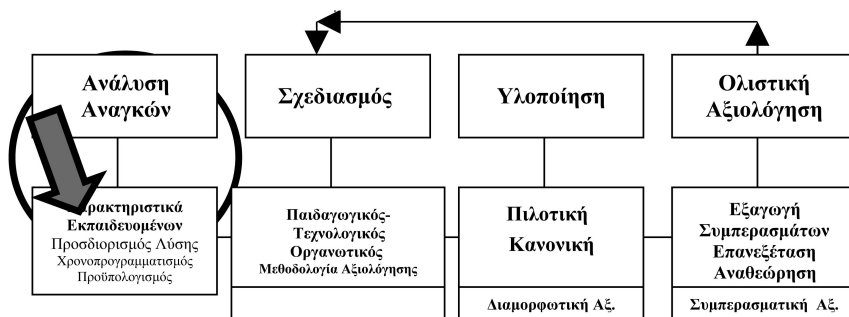 Ανάλυση
Αναγκών
Σχεδιασμός
Υλοποίηση
Ολιστική
Αξιολόγηση
Εκπαιδευομένων
Προσδιορισμός Λύσης
Χρονοπρογραμματισμός
Προϋπολογισμός
Παιδαγωγικός-
Τεχνολογικός
Οργανωτικός
Μεθοδολογία Αξιολόγησης
Πιλοτική
Κανονική
Διαμορφωτική Αξ.
Εξαγωγή
Συμπερασμάτων
Επανεξέταση
Αναθεώρηση
Συμπερασματική Αξ.